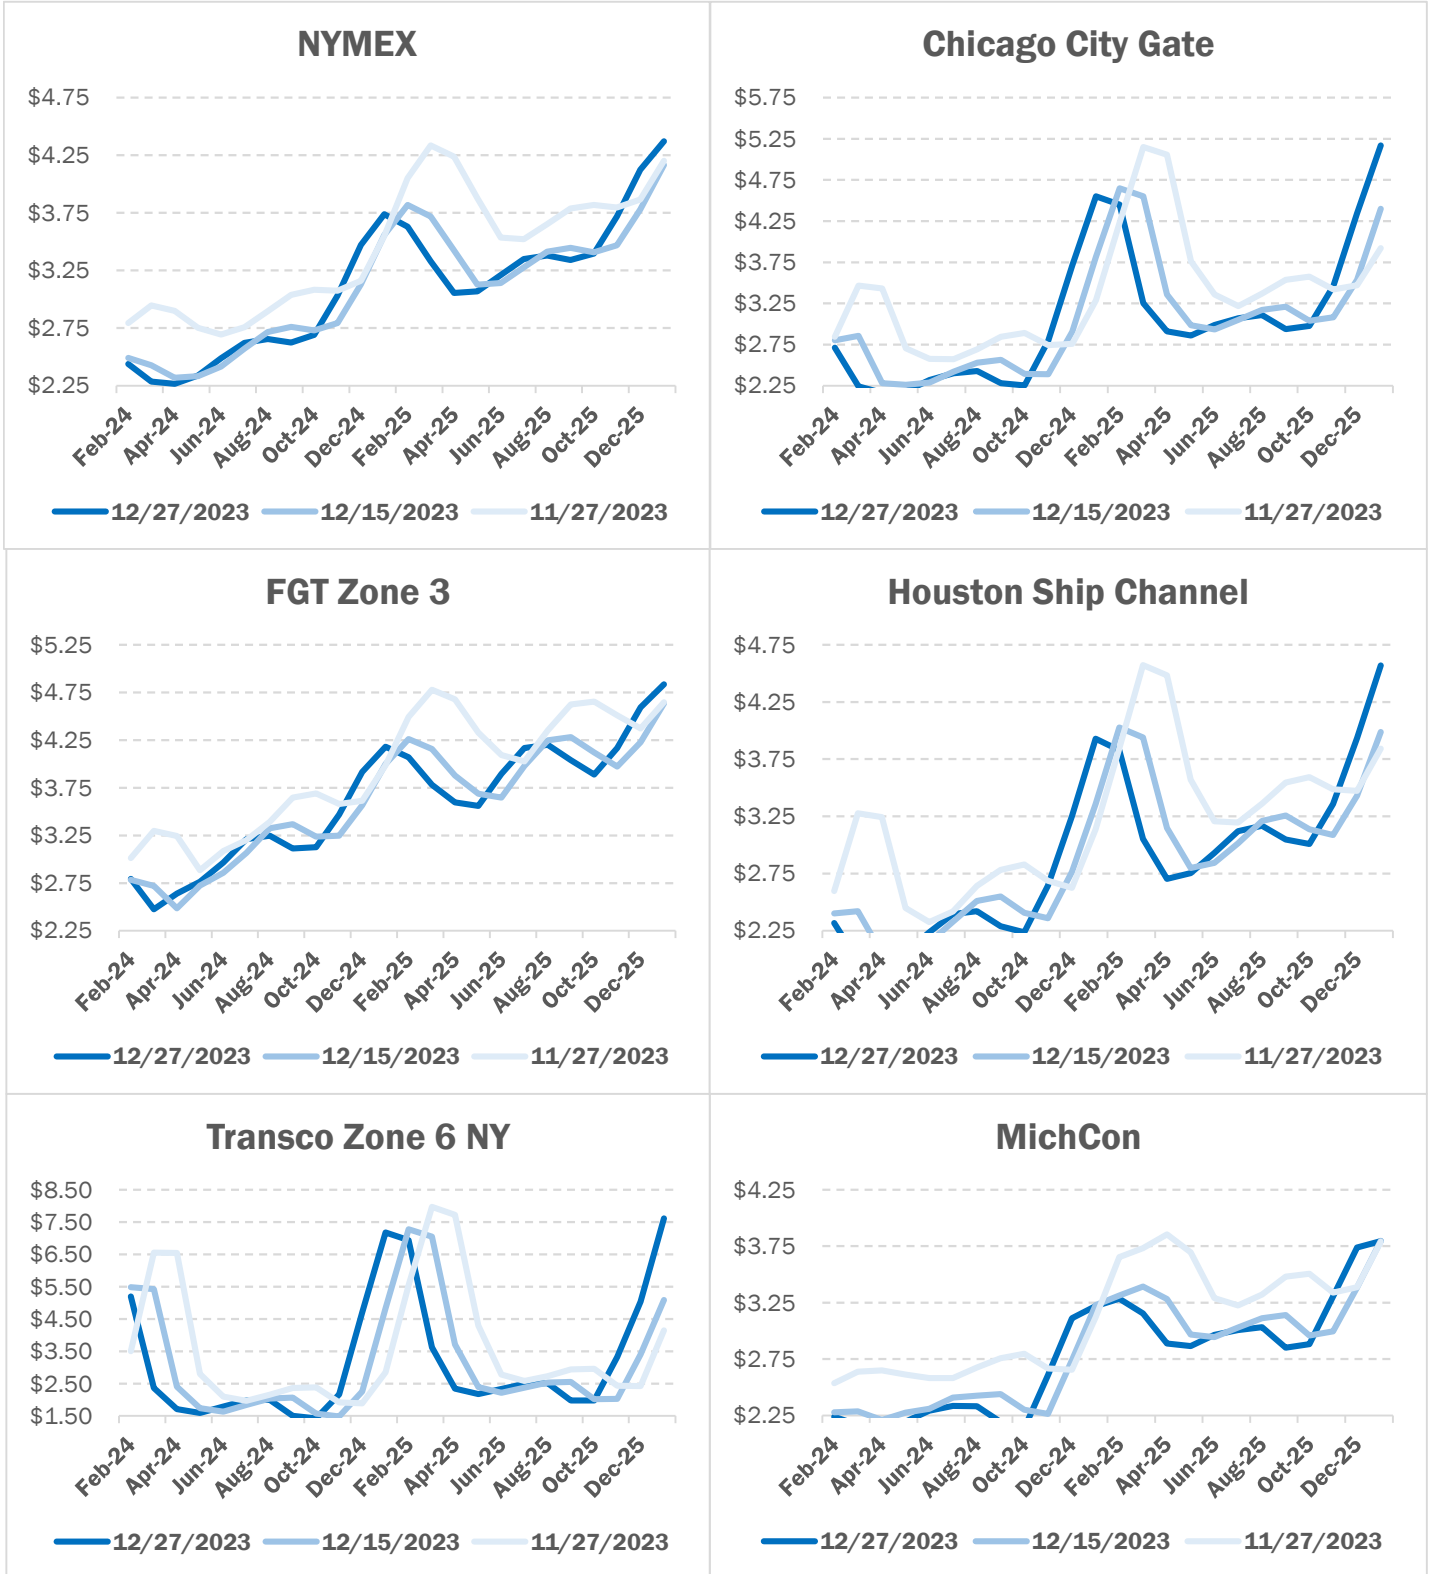 NYMEX
$4.75
$4.25
$3.75
$3.25
$2.75
$2.25
Feb-24 Apr-24 Jun-24 Aug-24 Oct-24 Dec-24 Feb-25 Apr-25 Jun-25 Aug-25 Oct-25 Dec-25
12/27/2023 12/15/2023 11/27/2023
Chicago City Gate
$5.75
$5.25
$4.75
$4.25
$3.75
$3.25
$2.75
$2.25
Feb-24 Apr-24 Jun-24 Aug-24 Oct-24 Dec-24 Feb-25 Apr-25 Jun-25 Aug-25 Oct-25 Dec-25
12/27/2023 12/15/2023 11/27/2023
FGT Zone 3
$5.25
$4.75
$4.25
$3.75
$3.25
$2.75
$2.25
Feb-24 Apr-24 Jun-24 Aug-24 Oct-24 Dec-24 Feb-25 Apr-25 Jun-25 Aug-25 Oct-25 Dec-25
12/27/2023 12/15/2023 11/27/2023
Houston Ship Channel
$4.75
$4.25
$3.75
$3.25
$2.75
$2.25
Feb-24 Apr-24 Jun-24 Aug-24 Oct-24 Dec-24 Feb-25 Apr-25 Jun-25 Aug-25 Oct-25 Dec-25
12/27/2023 12/15/2023 11/27/2023
Transco Zone 6 NY
$8.50
$7.50
$6.50
$5.50
$4.50
$3.50
$2.50
$1.50
Feb-24 Apr-24 Jun-24 Aug-24 Oct-24 Dec-24 Feb-25 Apr-25 Jun-25 Aug-25 Oct-25 Dec-25
12/27/2023 12/15/2023 11/27/2023
MichCon
$4.25
$3.75
$3.25
$2.75
$2.25
Feb-24 Apr-24 Jun-24 Aug-24 Oct-24 Dec-24 Feb-25 Apr-25 Jun-25 Aug-25 Oct-25 Dec-25
12/27/2023 12/15/2023 11/27/2023